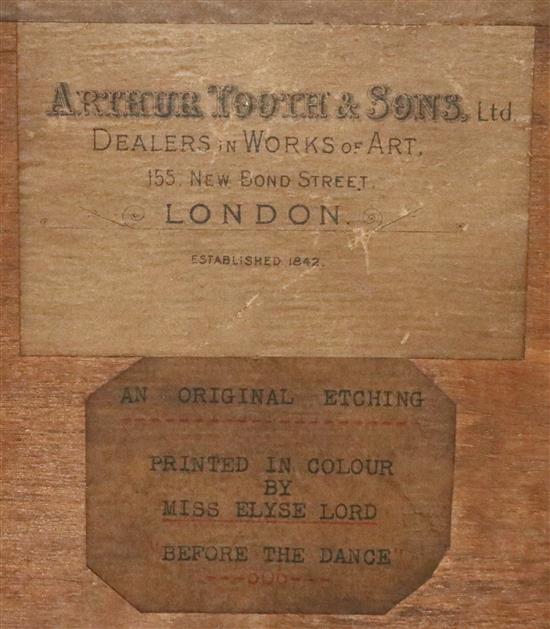 ARTHUR TOOTH & SONS, Ltd.
DEALERS IN WORKS OF ART,
155, NEW BOND STREET,
LONDON.
ESTABLISHED 1842.
AN ORIGINAL ETCHING
PRINTED IN COLOUR
BY
MISS ELYSE LORD
"BEFORE THE DANCE"
----000---